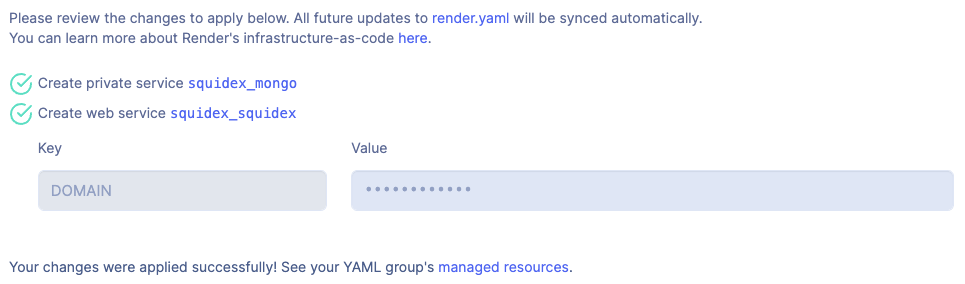 Please review the changes to apply below. All future updates to render.yaml will be synced automatically.
You can learn more about Render's infrastructure-as-code here.
Create private service squidex_mongo
Create web service squidex_squidex
Key Value
DOMAIN ••••••••••••
Your changes were applied successfully! See your YAML group's managed resources.